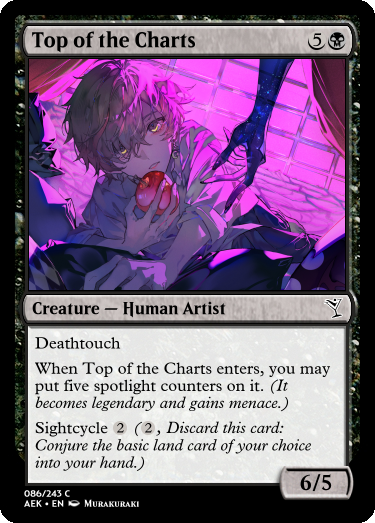 Top of the Charts 5
Creature — Human Artist
Deathtouch
When Top of the Charts enters, you may
put five spotlight counters on it. (It
becomes legendary and gains menace.)
Sightcycle 2 (2, Discard this card:
Conjure the basic land card of your choice
into your hand.)
6/5
086/243 C
AEK • EN Murakuraki